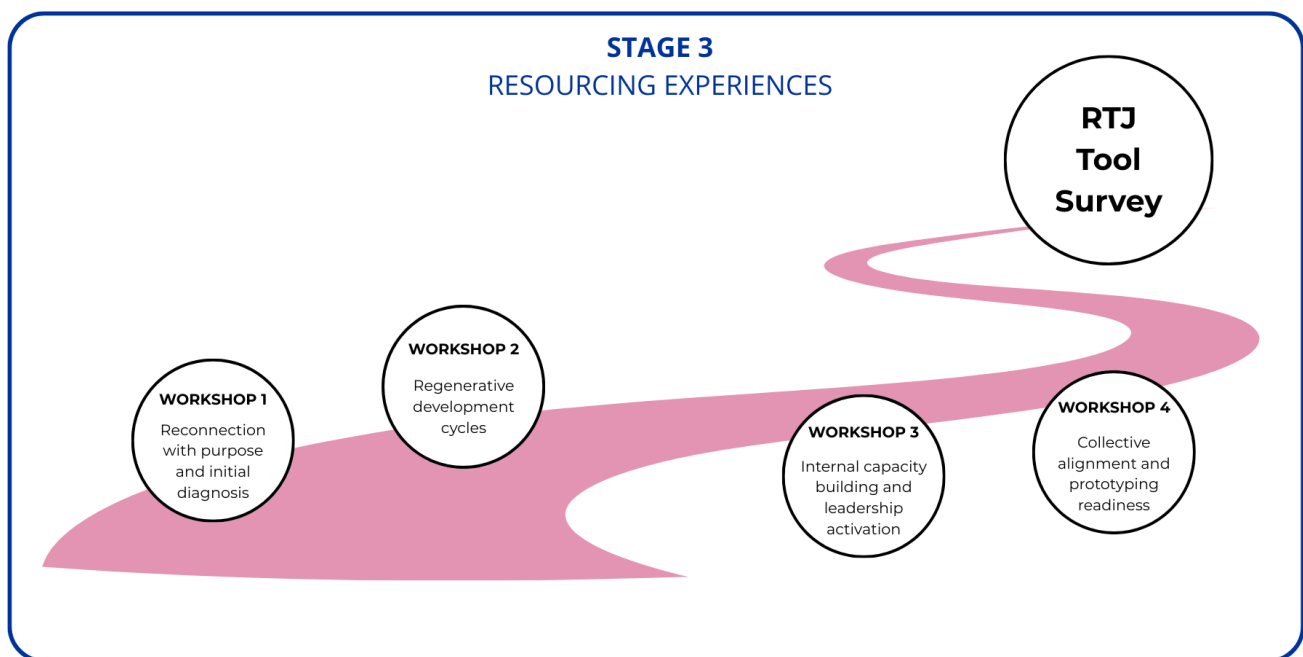 STAGE 3
RESOURCING EXPERIENCES
RTJ
Tool
Survey
WORKSHOP 1
Reconnection
with purpose
and initial
diagnosis
WORKSHOP 2
Regenerative
development
cycles
WORKSHOP 3
Internal capacity
building and
leadership
activation
WORKSHOP 4
Collective
alignment and
prototyping
readiness